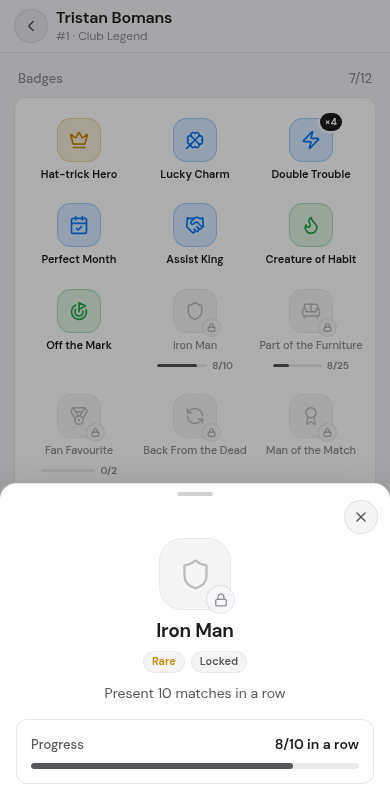 Tristan Bomans
#1 · Club Legend
Badges 7/12
×4
Hat-trick Hero Lucky Charm Double Trouble
Perfect Month Assist King Creature of Habit
Off the Mark Iron Man Part of the Furniture
8/10 8/25
Fan Favourite Back From the Dead Man of the Match
0/2
Iron Man
Rare Locked
Present 10 matches in a row
Progress 8/10 in a row